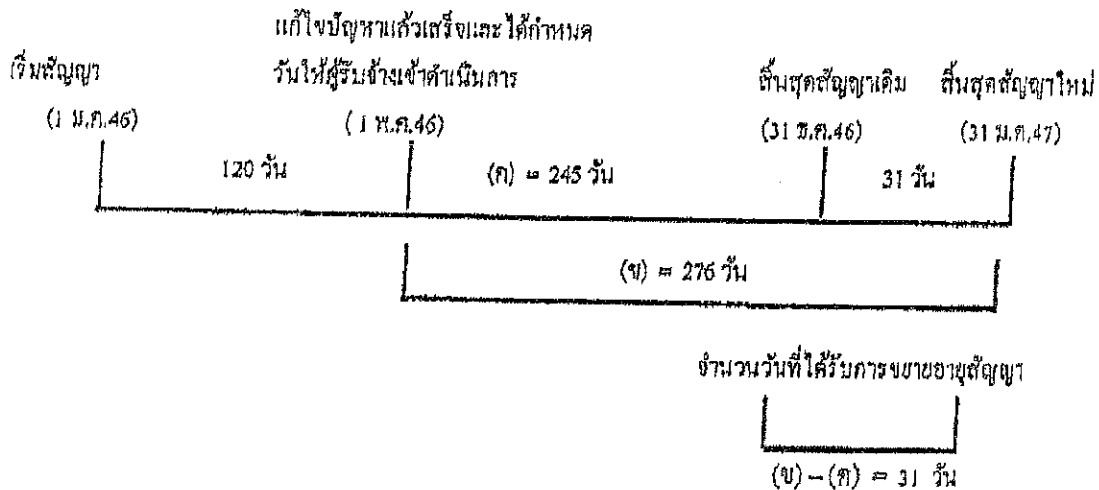 แก้ไขปัญหาแล้วเสร็จและได้กำหนด
เริ่มสัญญา
วันให้ผู้รับจ้างเข้าดำเนินการ
สิ้นสุดสัญญาเดิม
สิ้นสุดสัญญาใหม่
(1 ม.ค.46)
(1 พ.ค.46)
(31 ธ.ค.46)
(31 ม.ค.47)
120 วัน
(ค) = 245 วัน
31 วัน
(ข) = 276 วัน
จำนวนวันที่ได้รับการขยายอายุสัญญา
(ข) – (ค) = 31 วัน